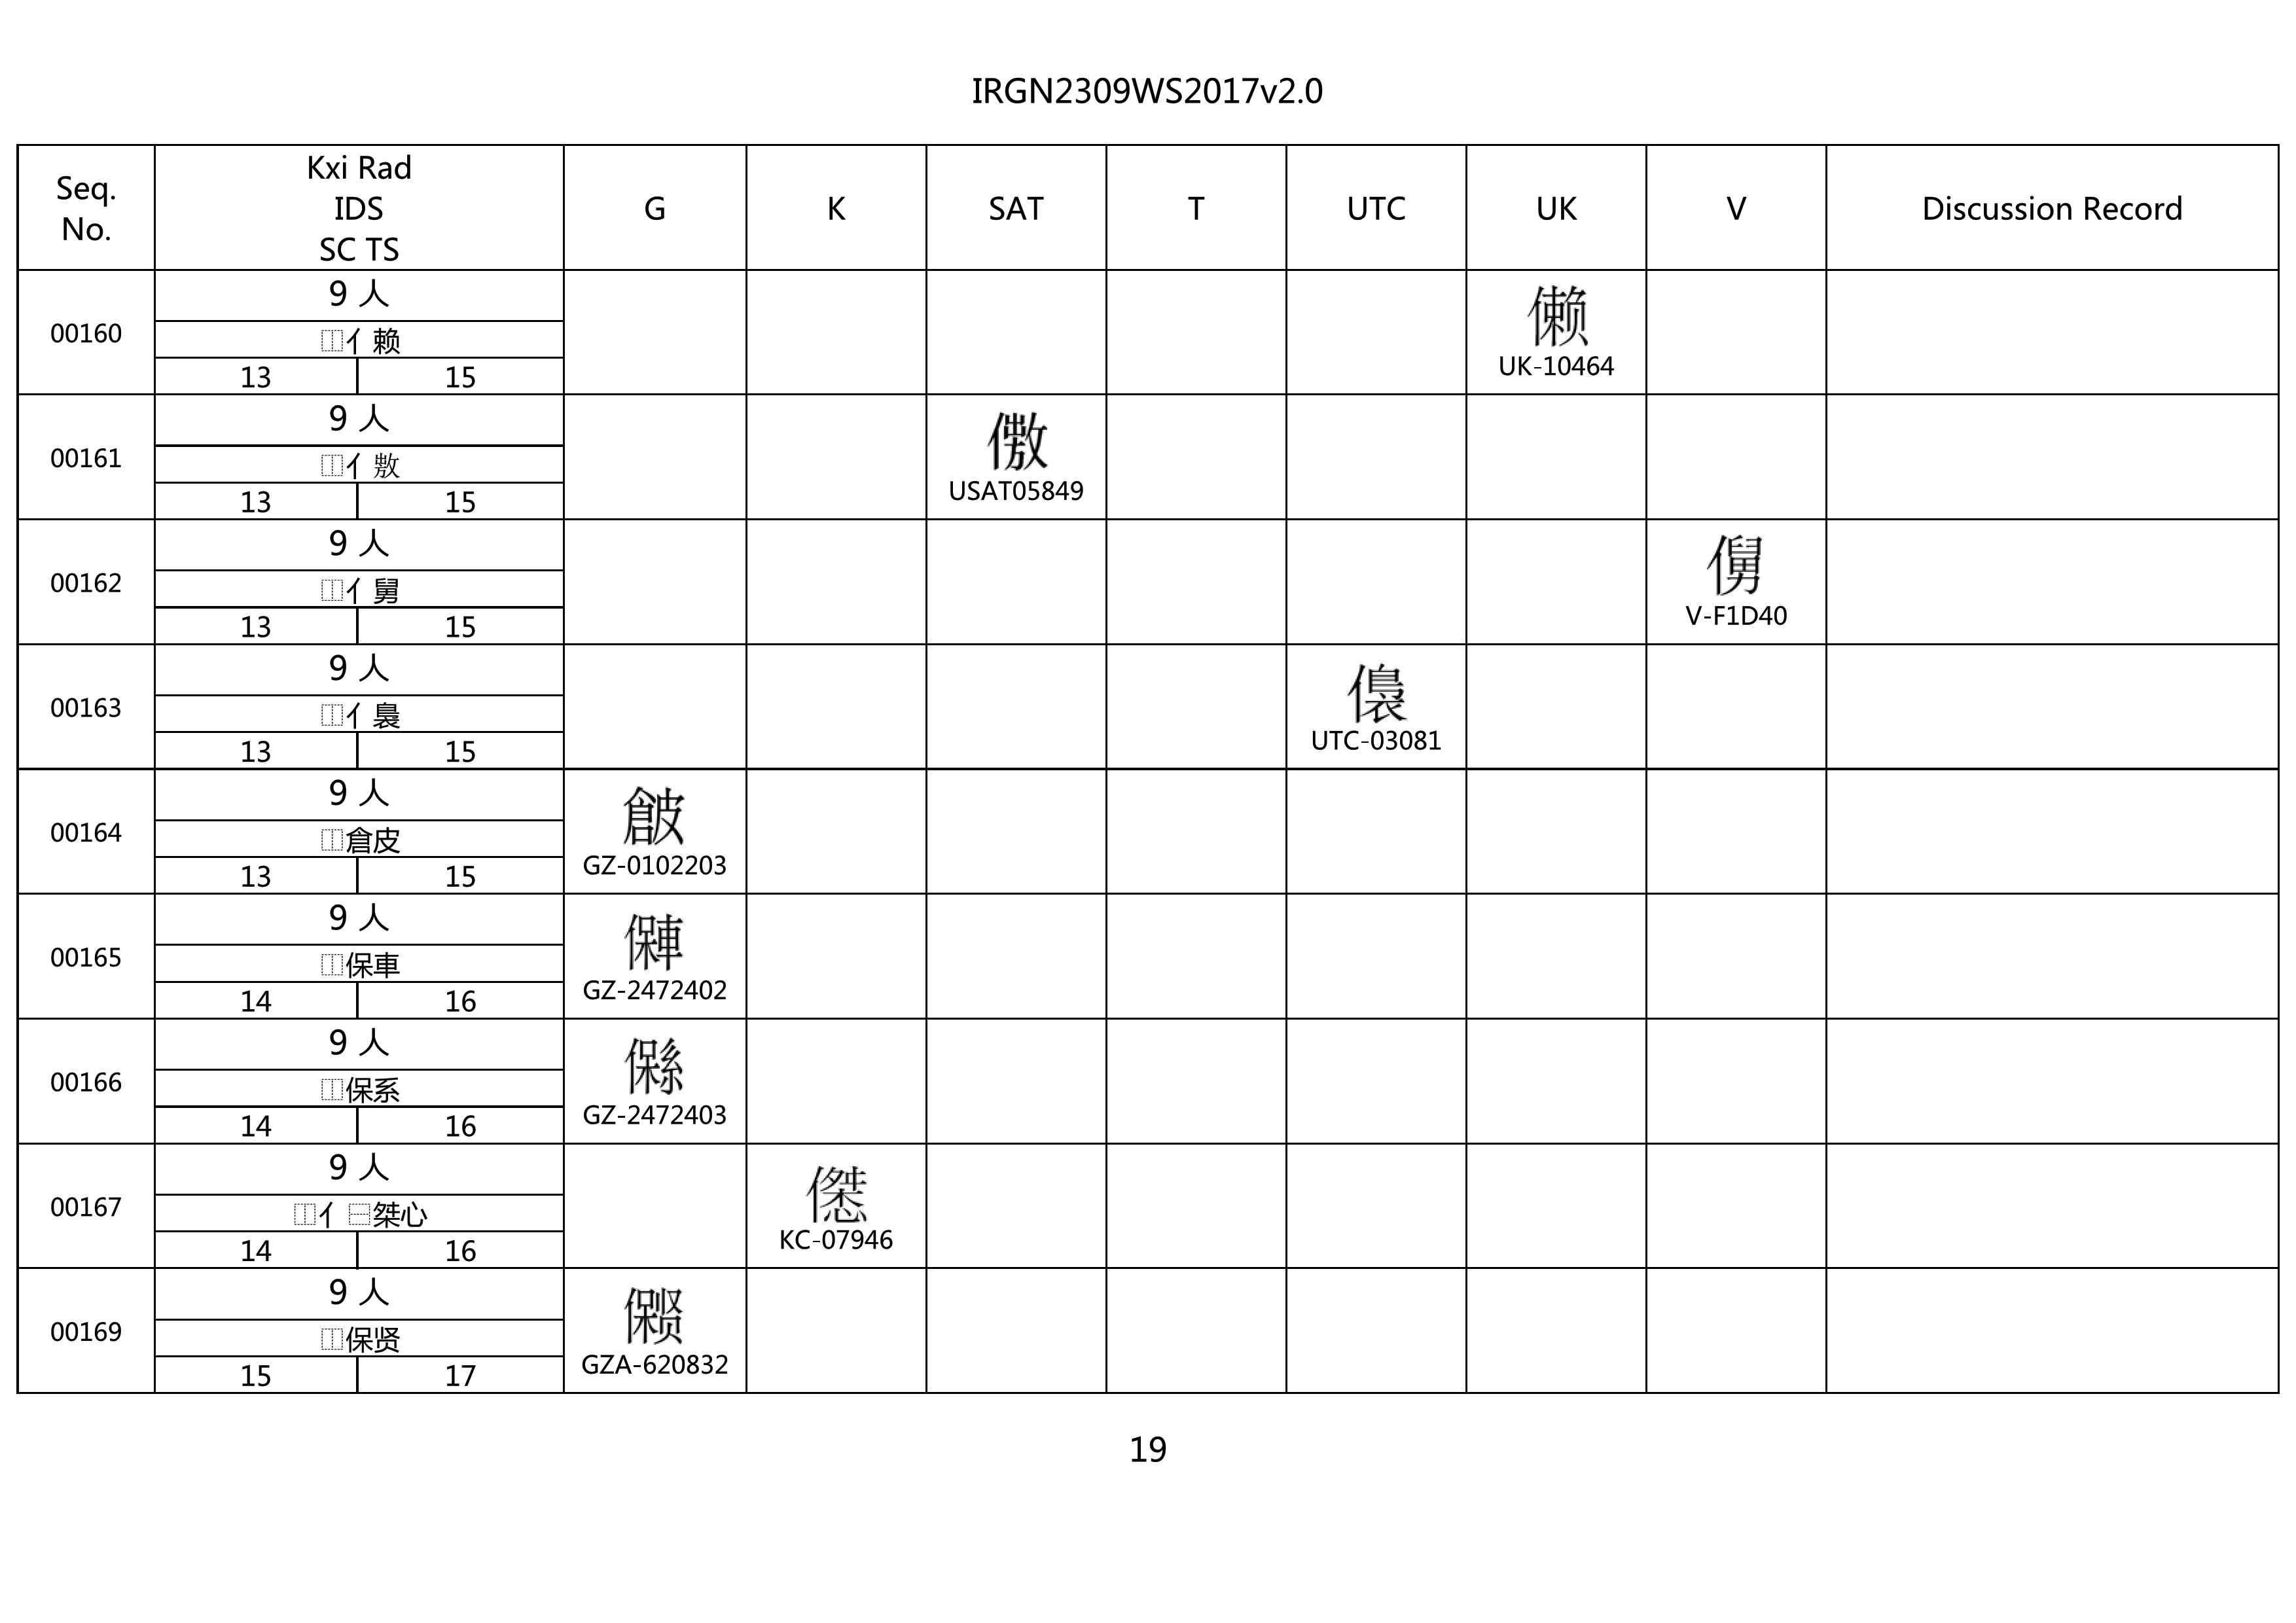 IRGN2309WS2017v2.0
Seq. No.
Kxi Rad
IDS
SC TS
G K SAT T UTC UK V Discussion Record
00160
9 人
⿰亻赖
13 15
UK-10464
00161
9 人
⿰亻敫
13 15
USAT05849
00162
9 人
⿰亻舅
13 15
V-F1D40
00163
9 人
⿰亻裊
13 15
UTC-03081
00164
9 人
⿰倉皮
13 15
GZ-0102203
00165
9 人
⿰保車
14 16
GZ-2472402
00166
9 人
⿰保系
14 16
GZ-2472403
00167
9 人
⿰亻⿱桀心
14 16
KC-07946
00169
9 人
⿰保贤
15 17
GZA-620832
19